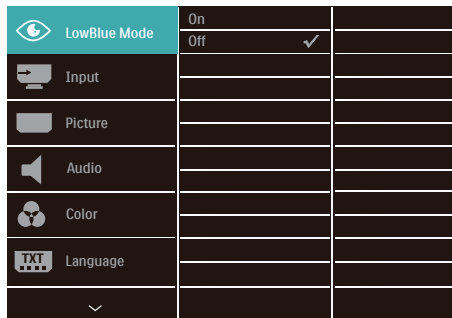 LowBlue Mode
On
Off
Input
Picture
Audio
Color
TXT
Language